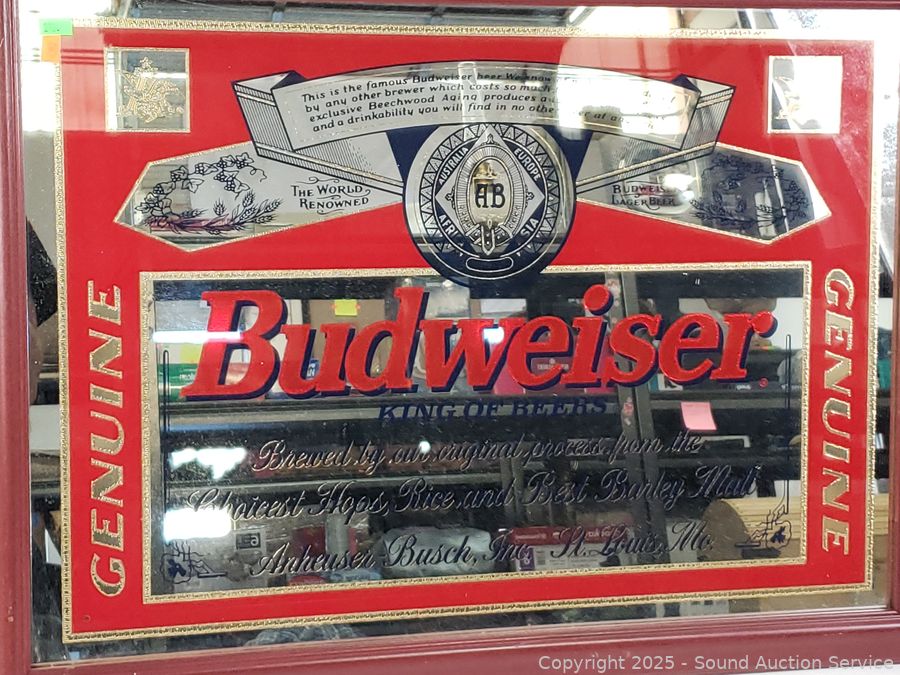 This is the famous Budweiser beer. We know
by any other brewer which costs so much
exclusive Beechwood Aging produces a
and a drinkability you will find in no other at
AUSTRALIA
EUROPE
AFRICA
ASIA
AB
THE WORLD
RENOWNED
BUDWEISER
LAGER BEER
GENUINE
GENUINE
Budweiser
KING OF BEERS
Brewed by our original process from the
Choicest Hops, Rice and Best Barley Malt
Anheuser-Busch, Inc. St. Louis, Mo.
Copyright 2025 - Sound Auction Service